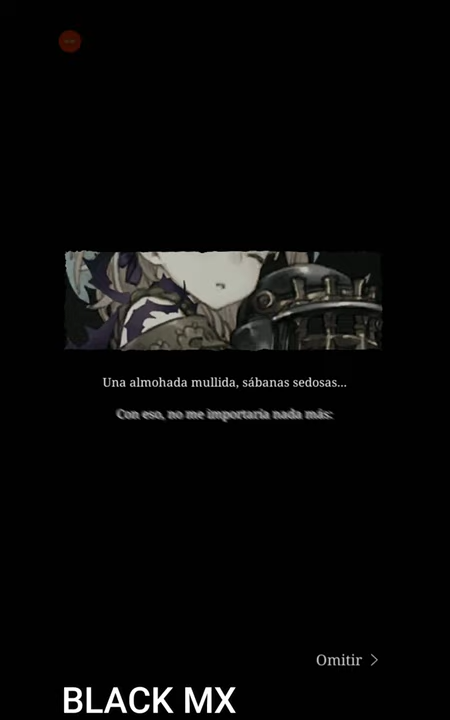 Una almohada mullida, sábanas sedosas...
Con eso, no me importaría nada más:
Omitir
BLACK MX